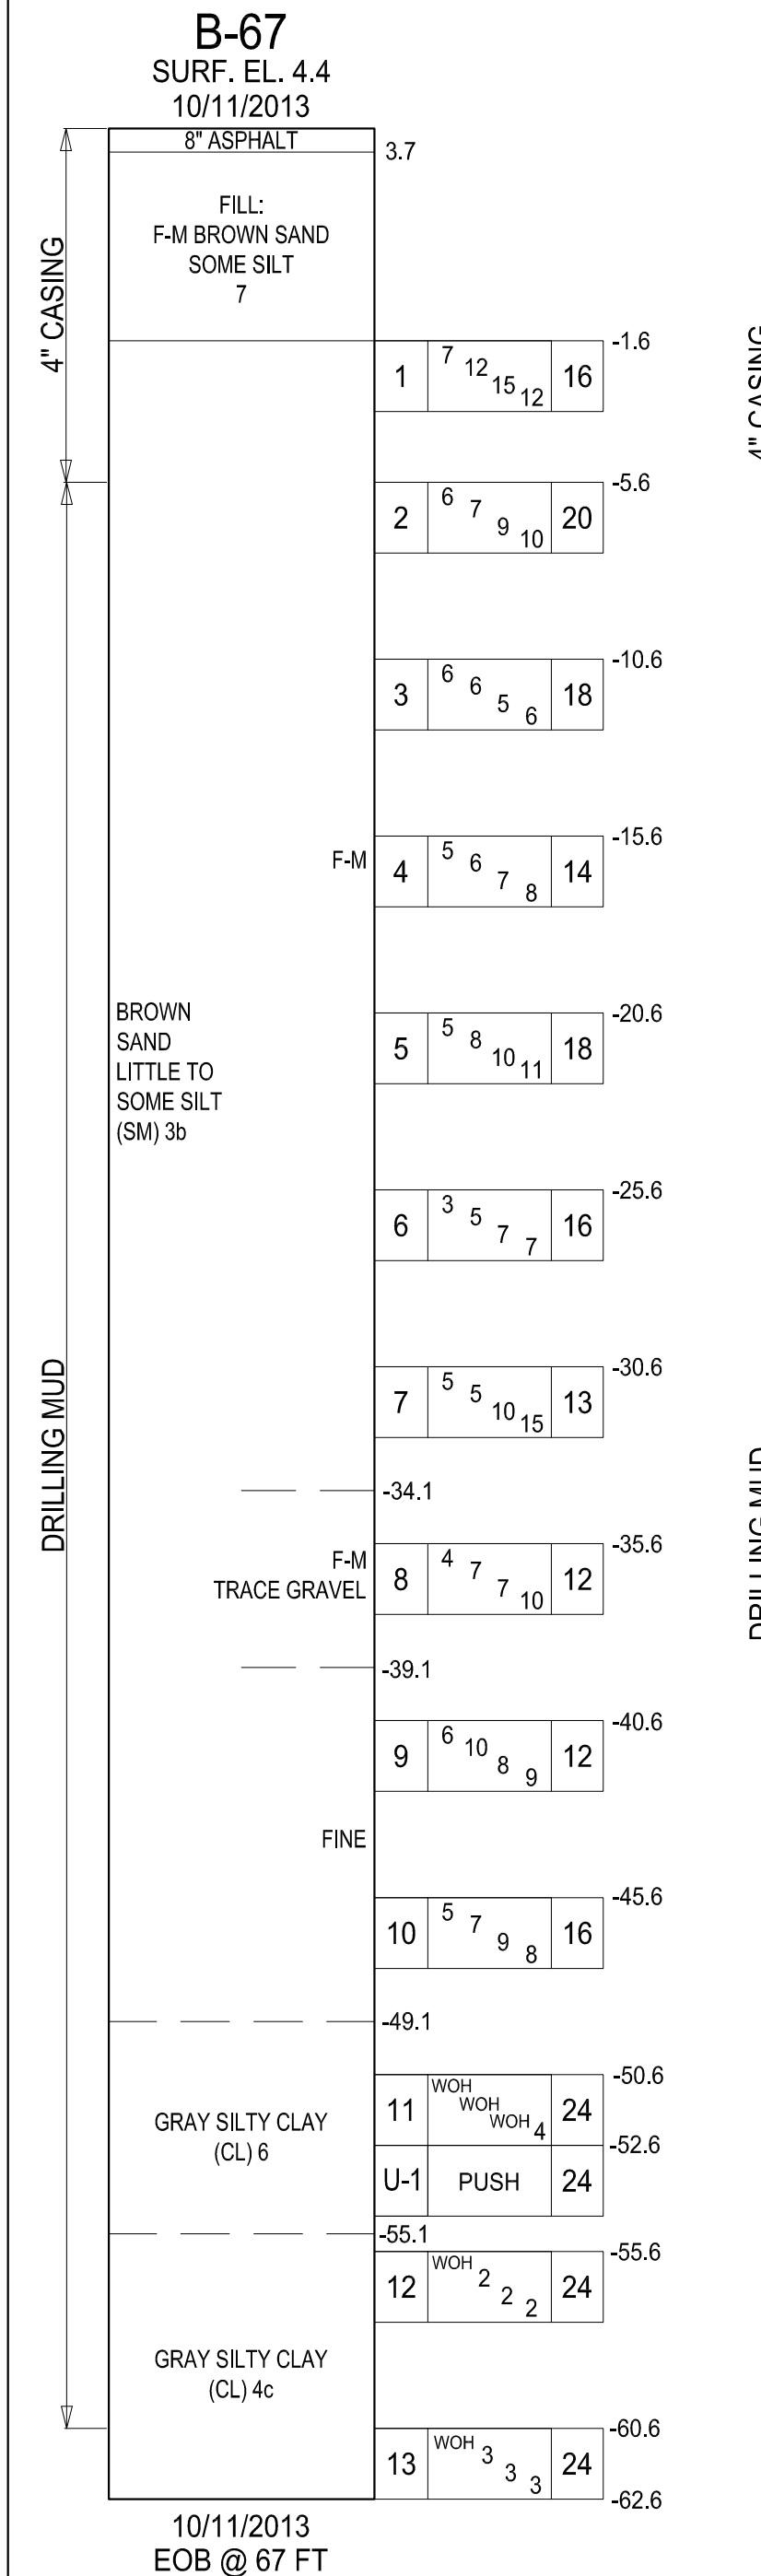 B-67
SURF. EL. 4.4
10/11/2013
8" ASPHALT
3.7
FILL:
F-M BROWN SAND
SOME SILT
7
4" CASING
-1.6
1 7 12 15 12 16
4" CASING
-5.6
2 6 7 9 10 20
-10.6
3 6 6 5 6 18
-15.6
F-M 4 5 6 7 8 14
BROWN
SAND
LITTLE TO
SOME SILT
(SM) 3b
-20.6
5 5 8 10 11 18
-25.6
6 3 5 7 7 16
-30.6
7 5 5 10 15 13
DRILLING MUD
DRILLING MUD
-34.1
-35.6
F-M
TRACE GRAVEL
8 4 7 7 10 12
-39.1
-40.6
9 6 10 8 9 12
FINE
-45.6
10 5 7 9 8 16
-49.1
-50.6
GRAY SILTY CLAY
(CL) 6
11 WOH WOH WOH 4 24
-52.6
U-1 PUSH 24
-55.1
-55.6
12 WOH 2 2 2 24
GRAY SILTY CLAY
(CL) 4c
-60.6
13 WOH 3 3 3 24
-62.6
10/11/2013
EOB @ 67 FT